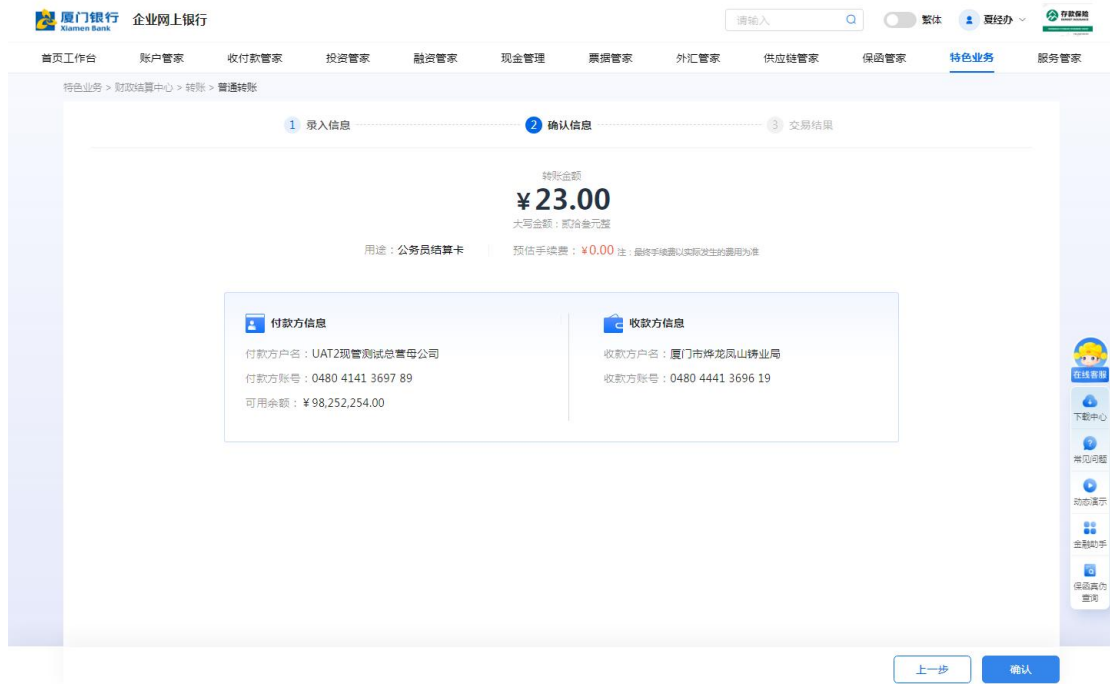 厦门银行 企业网上银行 请输入 繁体 夏经办 存款保险
Xiamen Bank
首页工作台 账户管家 收付款管家 投资管家 融资管家 现金管理 票据管家 外汇管家 供应链管家 保函管家 特色业务 服务管家
特色业务 > 财政结算中心 > 转账 > 普通转账
1 录入信息 2 确认信息 3 交易结果
转账金额
¥23.00
大写金额：贰拾叁元整
用途：公务员结算卡 预估手续费：¥0.00 注：最终手续费以实际发生的费用为准
付款方信息 收款方信息
付款方户名：UAT2现管测试总营母公司 收款方户名：厦门市烨龙凤山铸业局
付款方账号：0480 4141 3697 89 收款方账号：0480 4441 3696 19
可用余额：¥98,252,254.00
在线客服
下载中心
常见问题
动态演示
金融助手
保函真伪
查询
上一步 确认